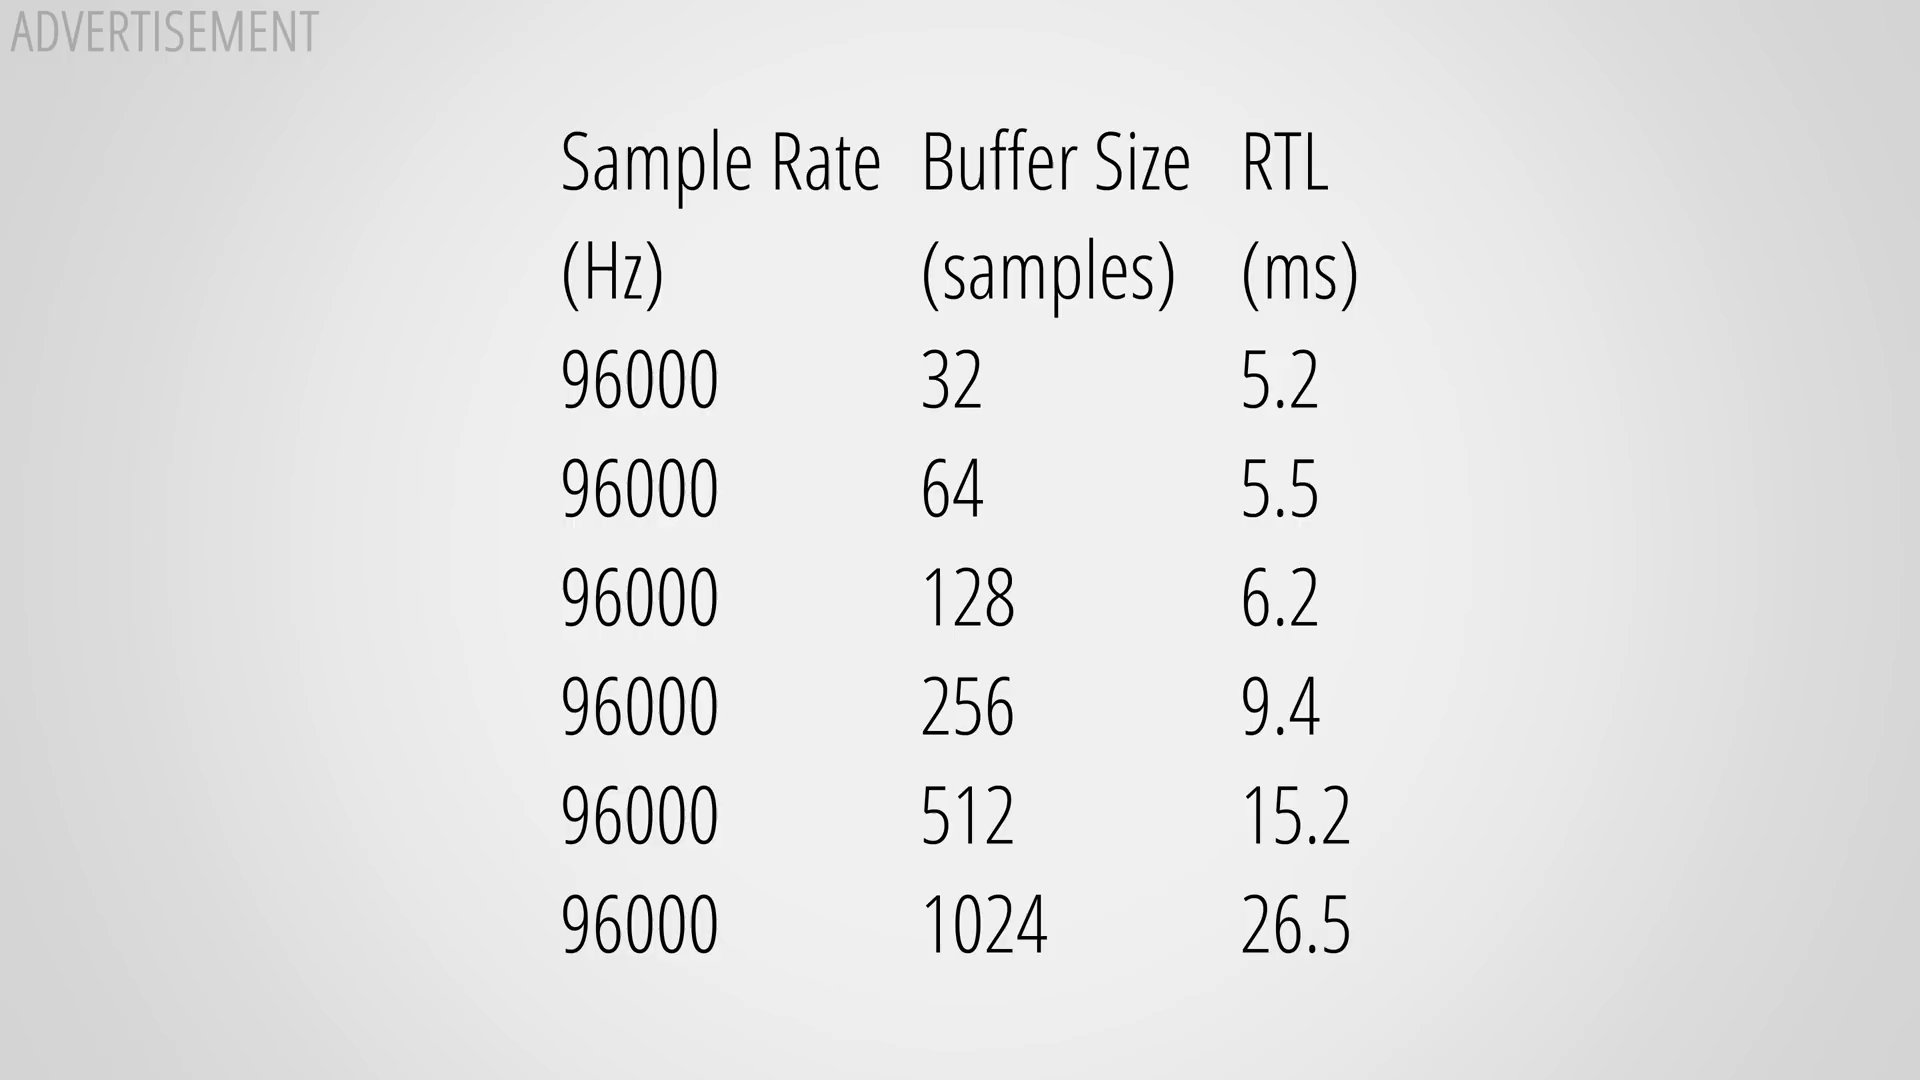 ADVERTISEMENT
Sample Rate Buffer Size RTL
(Hz) (samples) (ms)
96000 32 5.2
96000 64 5.5
96000 128 6.2
96000 256 9.4
96000 512 15.2
96000 1024 26.5